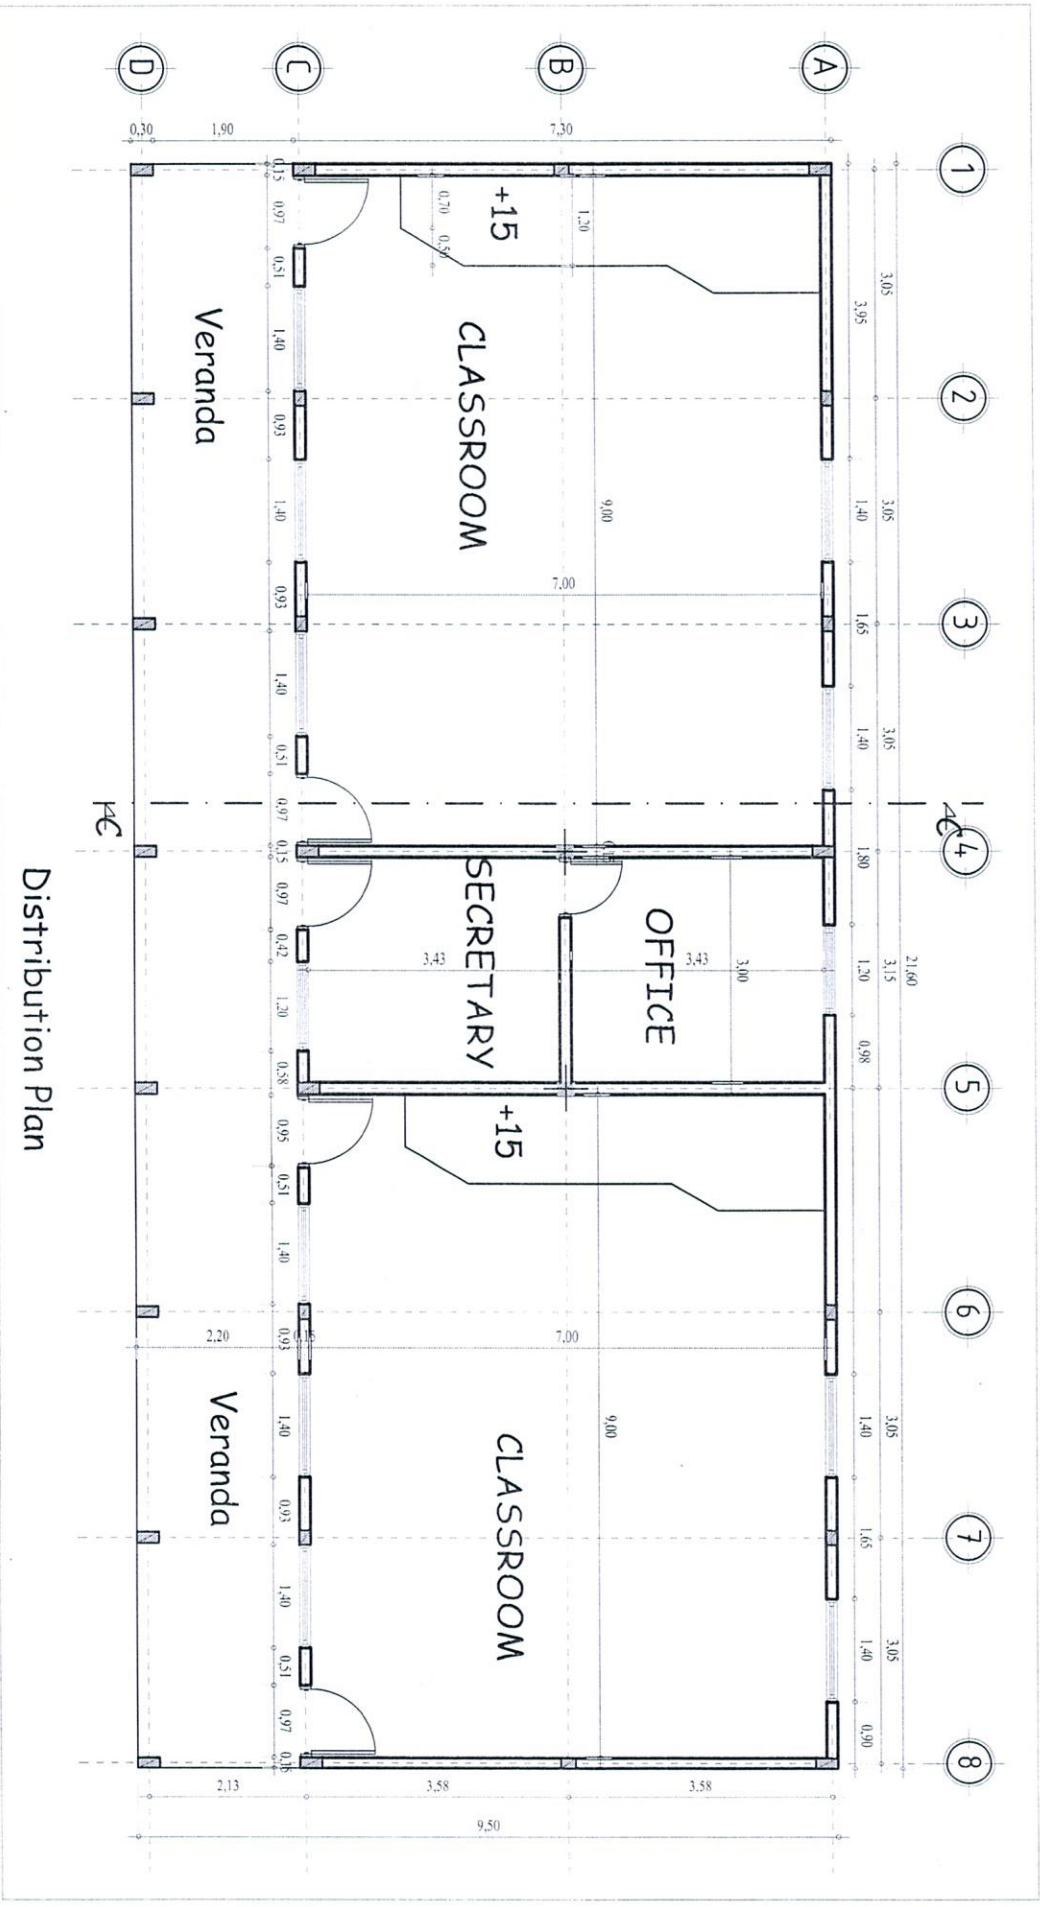 1 2 3 4 5 6 7 8
21,60
3,05 3,05 3,05 3,15 3,05 3,05
3,95 1,40 1,65 1,40 1,80 1,20 0,98 1,40 1,65 1,40 0,90
A
3,00
3,58
3,43
OFFICE
9,00 9,00
1,20
B
7,30
7,00
7,00
+15 +15
CLASSROOM
SECRETARY
CLASSROOM
0,70 0,50
3,43
3,58
9,50
C
0,15 0,97 0,51 1,40 0,93 1,40 0,93 1,40 0,51 0,97 0,15 0,97 0,42 1,20 0,58 0,95 0,51 1,40 0,93 1,40 0,93 1,40 0,51 0,97 0,15
0,15
1,90
2,20
2,13
Veranda Veranda
0,30
D
Distribution Plan